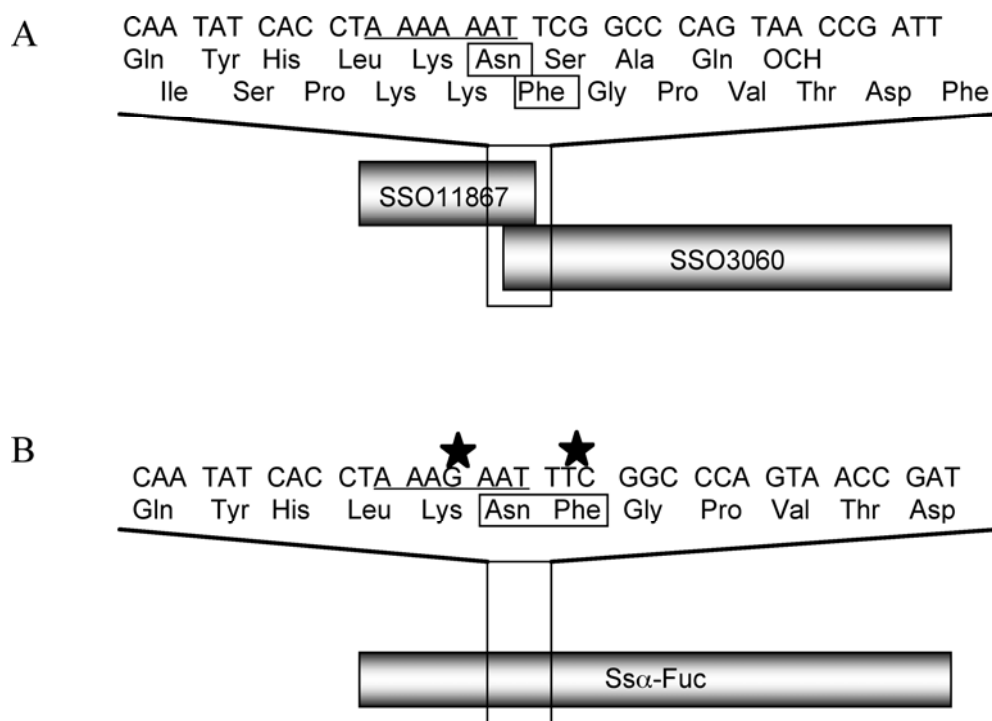 A
CAA TAT CAC CTA AAA AAT TCG GCC CAG TAA CCG ATT
Gln Tyr His Leu Lys Asn Ser Ala Gln OCH
Ile Ser Pro Lys Lys Phe Gly Pro Val Thr Asp Phe
SSO11867
SSO3060
B
CAA TAT CAC CTA AAG AAT TTC GGC CCA GTA ACC GAT
Gln Tyr His Leu Lys Asn Phe Gly Pro Val Thr Asp
Ssα-Fuc